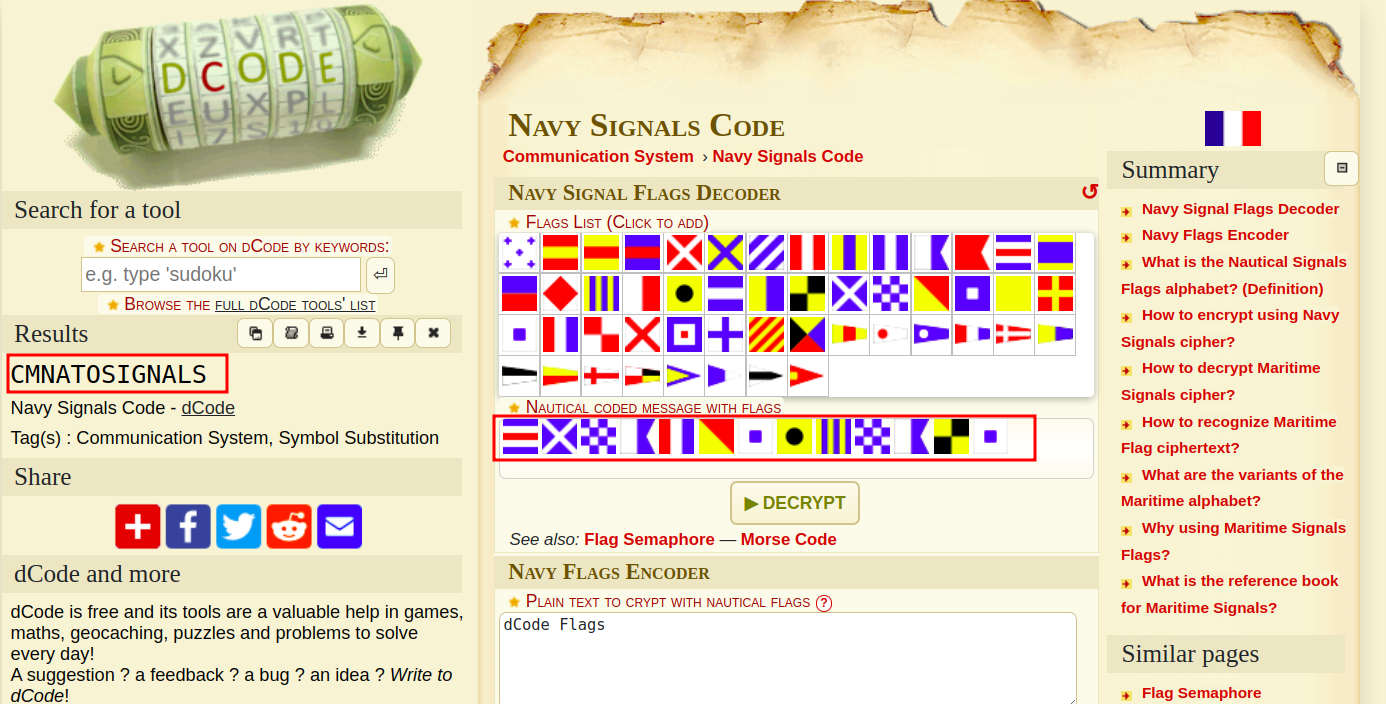 X Z V R T
D C O D E
E U X P L
I 7 S 1 0
Search for a tool
Search a tool on dCode by keywords:
e.g. type 'sudoku'
Browse the full dCode tools' list
Results
CMNATOSIGNALS
Navy Signals Code - dCode
Tag(s) : Communication System, Symbol Substitution
Share
dCode and more
dCode is free and its tools are a valuable help in games,
maths, geocaching, puzzles and problems to solve
every day!
A suggestion ? a feedback ? a bug ? an idea ? Write to
dCode!
Navy Signals Code
Communication System › Navy Signals Code
Navy Signal Flags Decoder
↺
Flags List (Click to add)
Nautical coded message with flags
▶ DECRYPT
See also: Flag Semaphore — Morse Code
Navy Flags Encoder
Plain text to crypt with nautical flags ?
dCode Flags
Summary
Navy Signal Flags Decoder
Navy Flags Encoder
What is the Nautical Signals
Flags alphabet? (Definition)
How to encrypt using Navy
Signals cipher?
How to decrypt Maritime
Signals cipher?
How to recognize Maritime
Flag ciphertext?
What are the variants of the
Maritime alphabet?
Why using Maritime Signals
Flags?
What is the reference book
for Maritime Signals?
Similar pages
Flag Semaphore